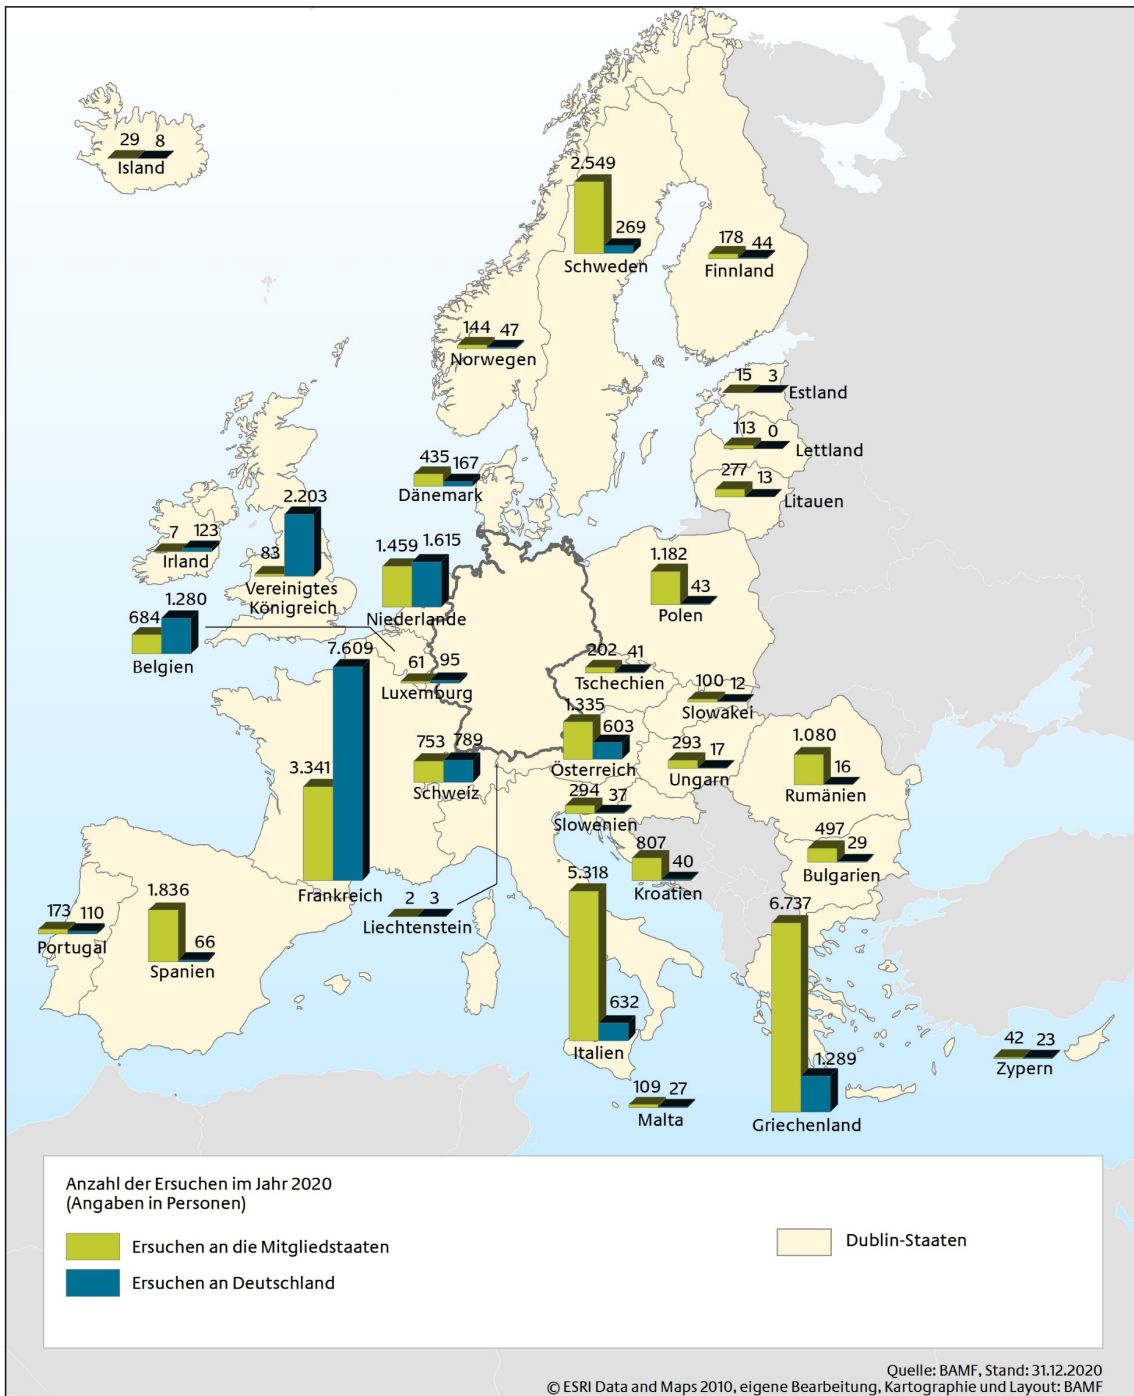 29 8
Island
2.549
269
Schweden
178 44
Finnland
144 47
Norwegen
15 3
Estland
113 0
Lettland
277 13
Litauen
435 167
Dänemark
7 123
Irland
2.203
83
Vereinigtes
Königreich
1.459 1.615
Niederlande
1.182
43
Polen
1.280
684
Belgien
7.609
3.341
Frankreich
61 95
Luxemburg
202 41
Tschechien
100 12
Slowakei
1.335
603
Österreich
753 789
Schweiz
293 17
Ungarn
1.080
16
Rumänien
294 37
Slowenien
807
40
Kroatien
497
29
Bulgarien
2 3
Liechtenstein
173 110
Portugal
1.836
66
Spanien
5.318
632
Italien
6.737
1.289
Griechenland
42 23
Zypern
109 27
Malta
Anzahl der Ersuchen im Jahr 2020
(Angaben in Personen)
Ersuchen an die Mitgliedstaaten
Ersuchen an Deutschland
Dublin-Staaten
Quelle: BAMF, Stand: 31.12.2020
© ESRI Data and Maps 2010, eigene Bearbeitung, Kartographie und Layout: BAMF